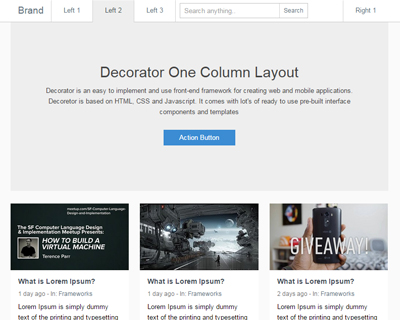 Brand Left 1 Left 2 Left 3 Search anything.. Search Right 1
Decorator One Column Layout
Decorator is an easy to implement and use front-end framework for creating web and mobile applications.
Decoretor is based on HTML, CSS and Javascript. It comes with lot's of ready to use pre-built interface
components and templates
Action Button
meetup.com/SF-Computer-Language-
Design-and-Implementation
The SF Computer Language Design
& Implementation Meetup Presents:
HOW TO BUILD A
VIRTUAL MACHINE
Terence Parr
GIVEAWAY!
What is Lorem Ipsum? What is Lorem Ipsum? What is Lorem Ipsum?
1 day ago - In: Frameworks 1 day ago - In: Frameworks 2 days ago - In: Frameworks
Lorem Ipsum is simply dummy Lorem Ipsum is simply dummy Lorem Ipsum is simply dummy
text of the printing and typesetting text of the printing and typesetting text of the printing and typesetting